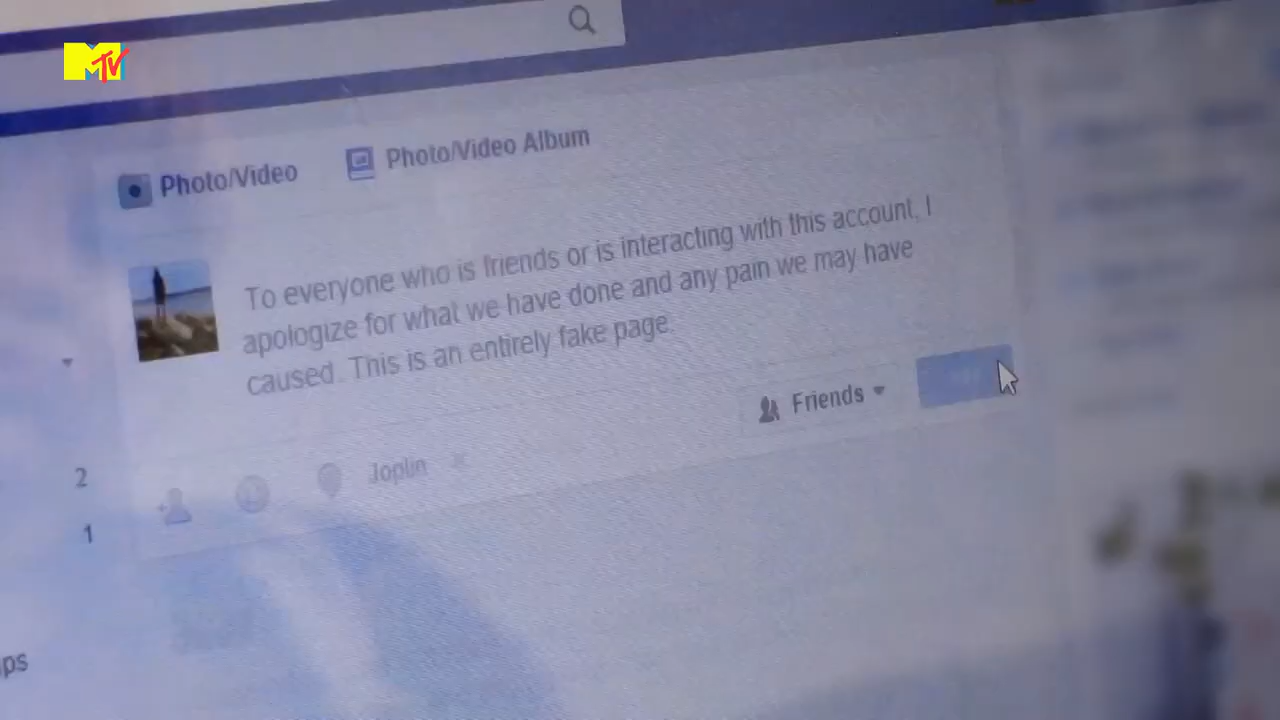 MTV
Photo/Video
Photo/Video Album
To everyone who is friends or is interacting with this account, I
apologize for what we have done and any pain we may have
caused. This is an entirely fake page.
Friends
Joplin
2
1
ps